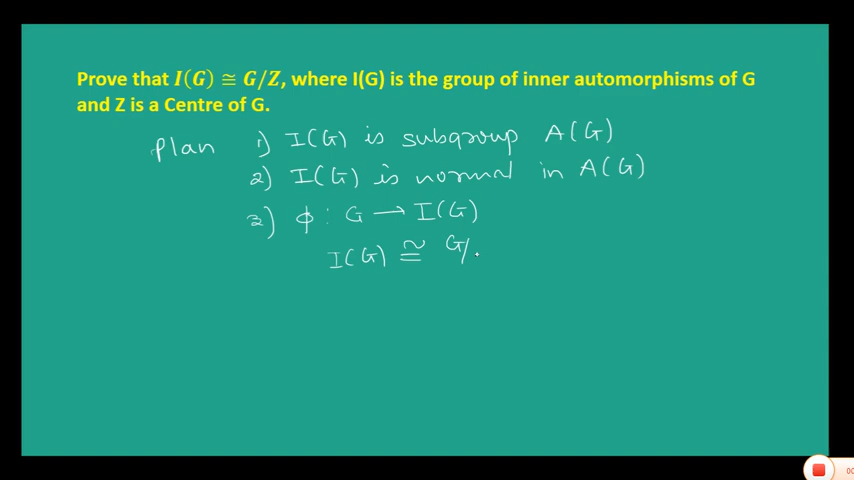 Prove that I(G) ≅ G/Z, where I(G) is the group of inner automorphisms of G
and Z is a Centre of G.
Plan 1) I(G) is subgroup A(G)
2) I(G) is normal in A(G)
3) ϕ : G → I(G)
I(G) ≅ G/
00